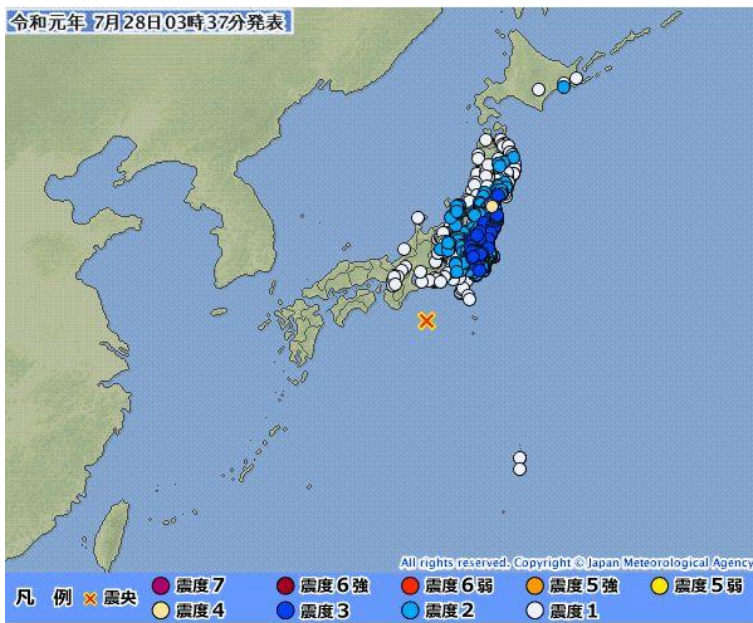 令和元年 7月28日03時37分発表
All rights reserved. Copyright © Japan Meteorological Agency
凡 例 震央 震度7 震度6強 震度6弱 震度5強 震度5弱
震度4 震度3 震度2 震度1